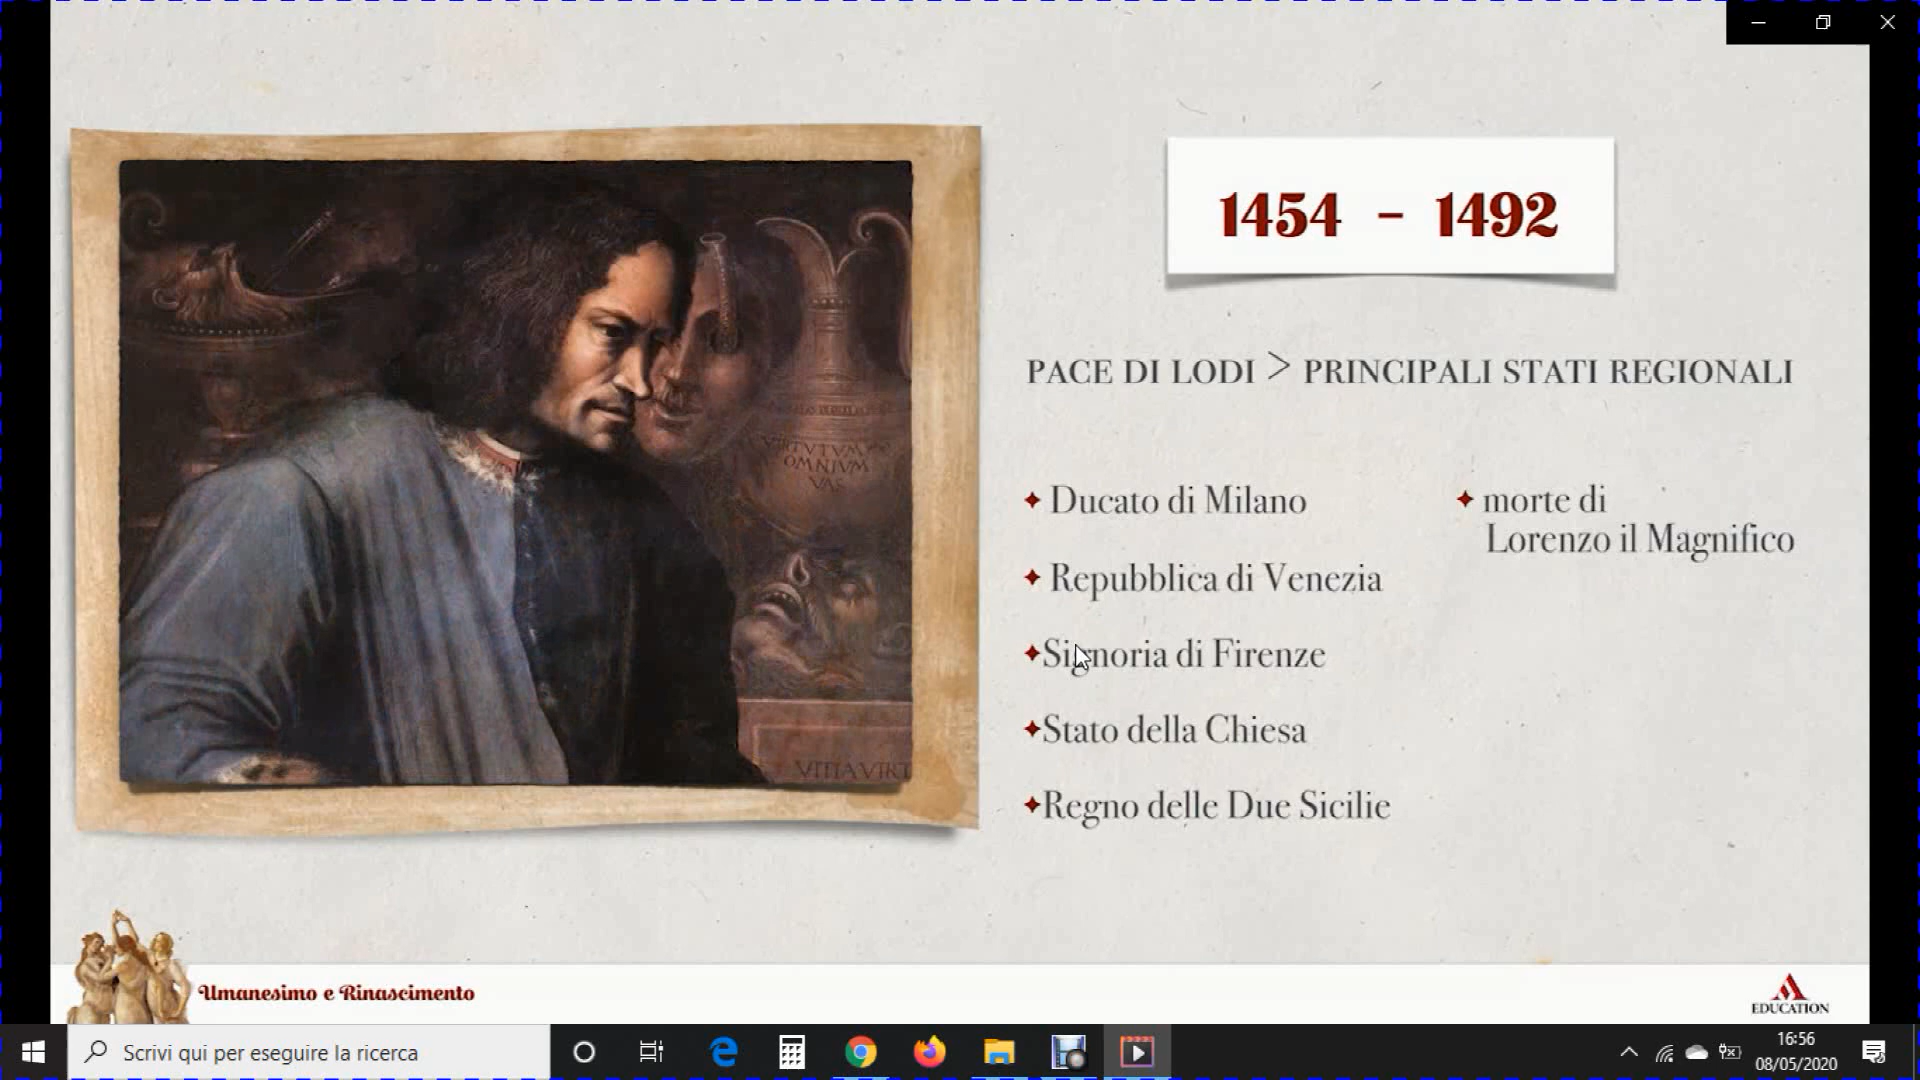 1454 - 1492
PACE DI LODI > PRINCIPALI STATI REGIONALI
Ducato di Milano
Repubblica di Venezia
Signoria di Firenze
Stato della Chiesa
Regno delle Due Sicilie
morte di
Lorenzo il Magnifico
VIRTUTUM
OMNIUM
VAS
VITIA VIRT
Umanesimo e Rinascimento
EDUCATION
Scrivi qui per eseguire la ricerca
16:56
08/05/2020